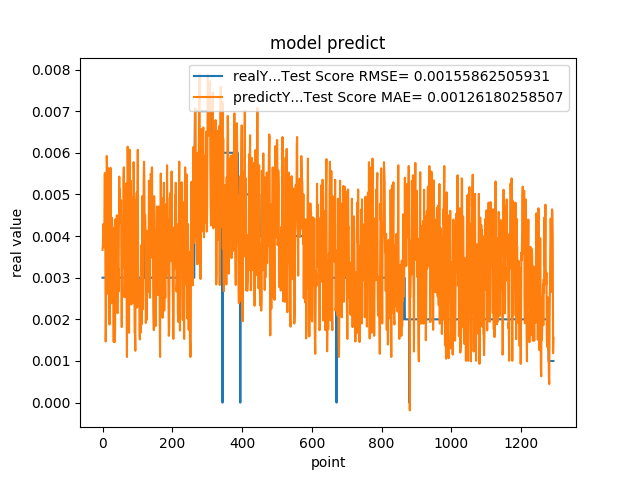 model predict
realY...Test Score RMSE= 0.00155862505931
predictY...Test Score MAE= 0.00126180258507
real value
0.008
0.007
0.006
0.005
0.004
0.003
0.002
0.001
0.000
0 200 400 600 800 1000 1200
point